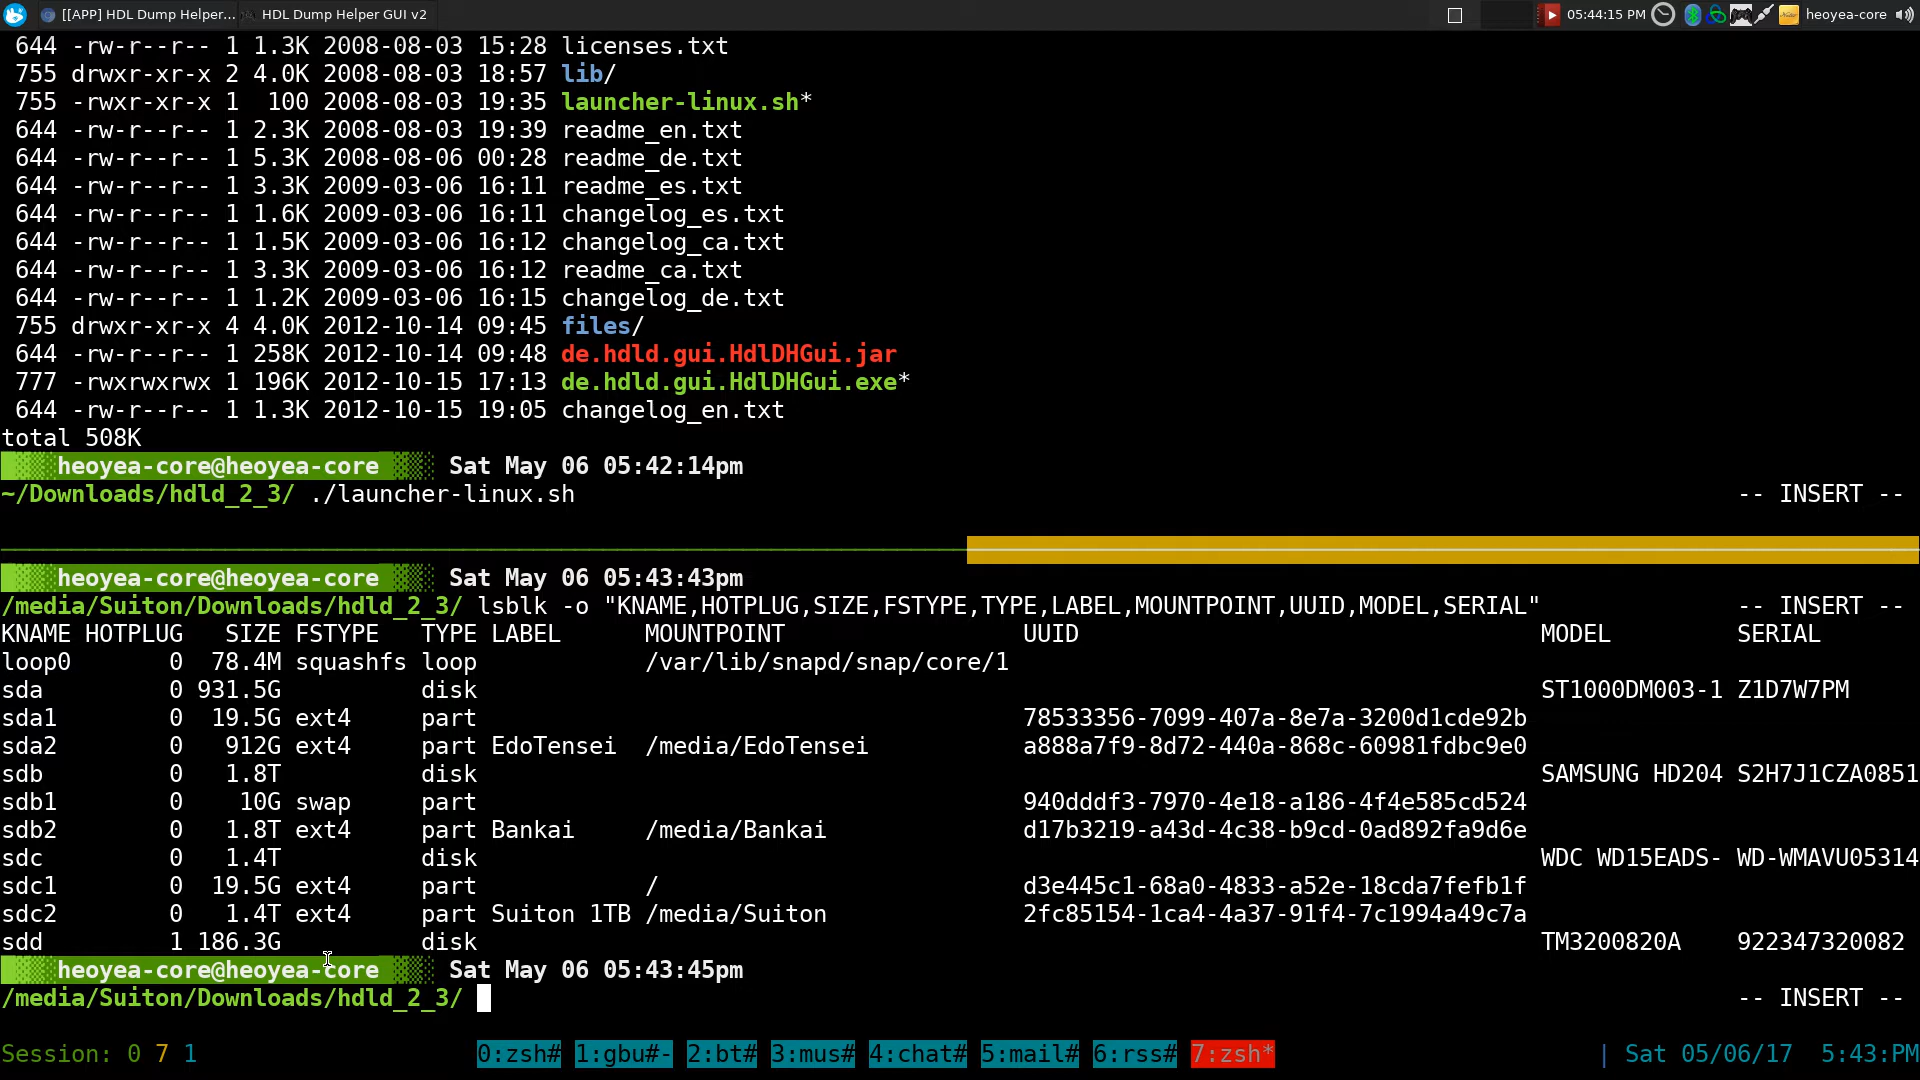 [[APP] HDL Dump Helper... HDL Dump Helper GUI v2 05:44:15 PM heoyea-core
644 -rw-r--r-- 1 1.3K 2008-08-03 15:28 licenses.txt
755 drwxr-xr-x 2 4.0K 2008-08-03 18:57 lib/
755 -rwxr-xr-x 1 100 2008-08-03 19:35 launcher-linux.sh*
644 -rw-r--r-- 1 2.3K 2008-08-03 19:39 readme_en.txt
644 -rw-r--r-- 1 5.3K 2008-08-06 00:28 readme_de.txt
644 -rw-r--r-- 1 3.3K 2009-03-06 16:11 readme_es.txt
644 -rw-r--r-- 1 1.6K 2009-03-06 16:11 changelog_es.txt
644 -rw-r--r-- 1 1.5K 2009-03-06 16:12 changelog_ca.txt
644 -rw-r--r-- 1 3.3K 2009-03-06 16:12 readme_ca.txt
644 -rw-r--r-- 1 1.2K 2009-03-06 16:15 changelog_de.txt
755 drwxr-xr-x 4 4.0K 2012-10-14 09:45 files/
644 -rw-r--r-- 1 258K 2012-10-14 09:48 de.hdld.gui.HdlDHGui.jar
777 -rwxrwxrwx 1 196K 2012-10-15 17:13 de.hdld.gui.HdlDHGui.exe*
644 -rw-r--r-- 1 1.3K 2012-10-15 19:05 changelog_en.txt
total 508K
heoyea-core@heoyea-core Sat May 06 05:42:14pm
~/Downloads/hdld_2_3/ ./launcher-linux.sh -- INSERT --
heoyea-core@heoyea-core Sat May 06 05:43:43pm
/media/Suiton/Downloads/hdld_2_3/ lsblk -o "KNAME,HOTPLUG,SIZE,FSTYPE,TYPE,LABEL,MOUNTPOINT,UUID,MODEL,SERIAL" -- INSERT --
KNAME HOTPLUG SIZE FSTYPE TYPE LABEL MOUNTPOINT UUID MODEL SERIAL
loop0 0 78.4M squashfs loop /var/lib/snapd/snap/core/1
sda 0 931.5G disk ST1000DM003-1 Z1D7W7PM
sda1 0 19.5G ext4 part 78533356-7099-407a-8e7a-3200d1cde92b
sda2 0 912G ext4 part EdoTensei /media/EdoTensei a888a7f9-8d72-440a-868c-60981fdbc9e0
sdb 0 1.8T disk SAMSUNG HD204 S2H7J1CZA0851
sdb1 0 10G swap part 940dddf3-7970-4e18-a186-4f4e585cd524
sdb2 0 1.8T ext4 part Bankai /media/Bankai d17b3219-a43d-4c38-b9cd-0ad892fa9d6e
sdc 0 1.4T disk WDC WD15EADS- WD-WMAVU05314
sdc1 0 19.5G ext4 part / d3e445c1-68a0-4833-a52e-18cda7fefb1f
sdc2 0 1.4T ext4 part Suiton 1TB /media/Suiton 2fc85154-1ca4-4a37-91f4-7c1994a49c7a
sdd 1 186.3G disk TM3200820A 922347320082
heoyea-core@heoyea-core Sat May 06 05:43:45pm
/media/Suiton/Downloads/hdld_2_3/ -- INSERT --
Session: 0 7 1 0:zsh# 1:gbu#- 2:bt# 3:mus# 4:chat# 5:mail# 6:rss# 7:zsh* | Sat 05/06/17 5:43:PM